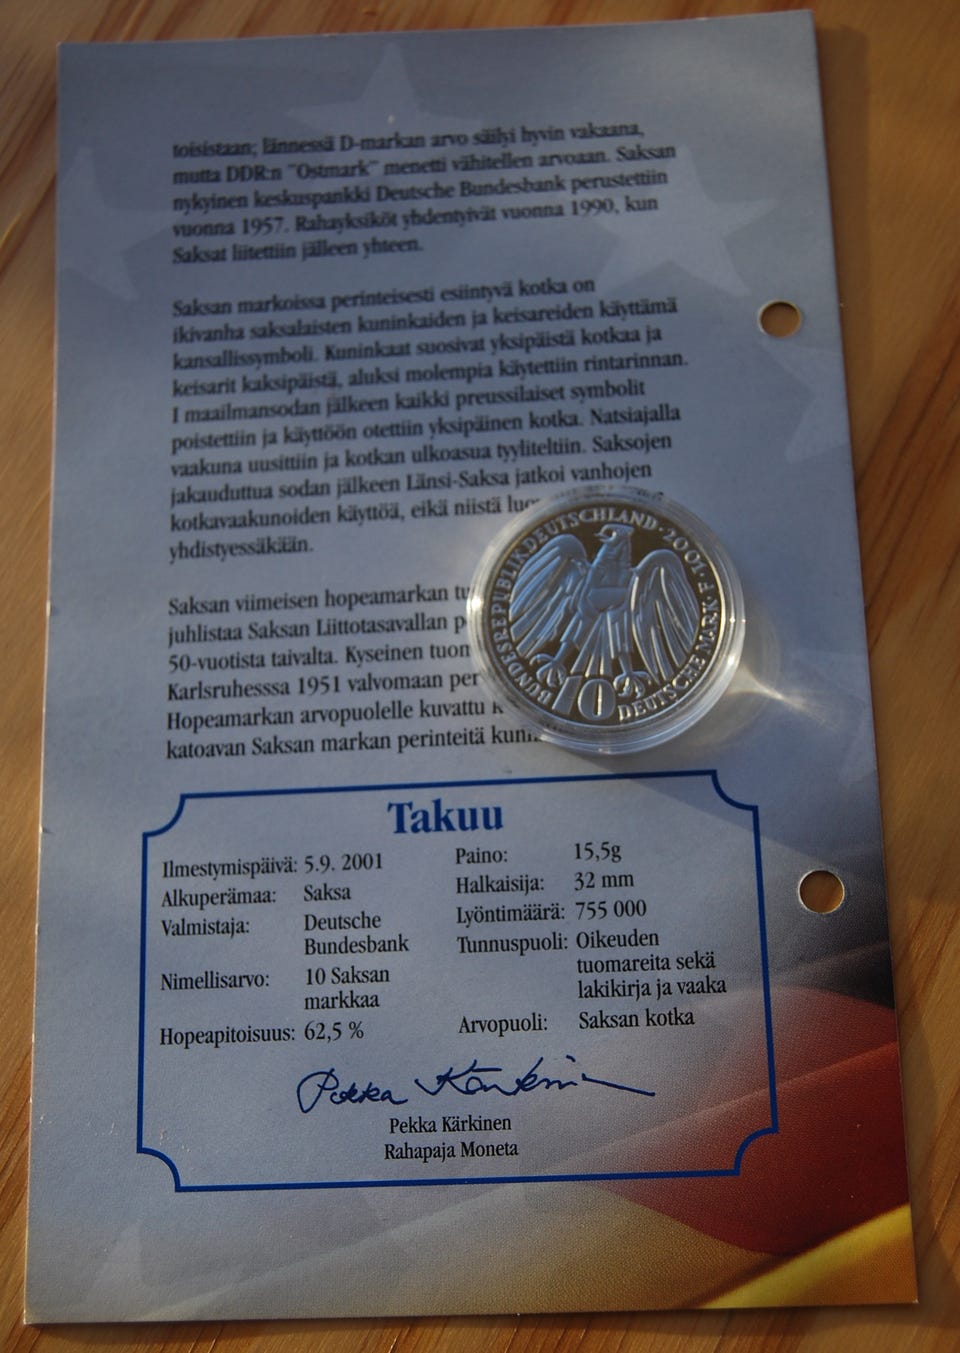 toisistaan; lännessä D-markan arvo säilyi hyvin vakaana,
mutta DDR:n "Ostmark" menetti vähitellen arvoaan. Saksan
nykyinen keskuspankki Deutsche Bundesbank perustettiin
vuonna 1957. Rahayksiköt yhdentyivät vuonna 1990, kun
Saksat liitettiin jälleen yhteen.
Saksan markoissa perinteisesti esiintyvä kotka on
ikivanha saksalaisten kuninkaiden ja keisareiden käyttämä
kansallissymboli. Kuninkaat suosivat yksipäistä kotkaa ja
keisarit kaksipäistä, aluksi molempia käytettiin rintarinnan.
I maailmansodan jälkeen kaikki preussilaiset symbolit
poistettiin ja käyttöön otettiin yksipäinen kotka. Natsiajalla
vaakuna uusittiin ja kotkan ulkoasua tyyliteltiin. Saksojen
jakauduttua sodan jälkeen Länsi-Saksa jatkoi vanhojen
kotkavaakunoiden käyttöä, eikä niistä
yhdistyessäkään.
Saksan viimeisen hopeamarkan
juhlistaa Saksan Liittotasavallan
50-vuotista taivalta. Kyseinen
Karlsruhesssa 1951 valvomaan
Hopeamarkan arvopuolelle kuvattu
katoavan Saksan markan perinteitä
BUNDESREPUBLIK DEUTSCHLAND · 2001 · F
10 DEUTSCHE MARK
Takuu
Ilmestymispäivä: 5.9. 2001
Alkuperämaa: Saksa
Valmistaja: Deutsche
Bundesbank
Nimellisarvo: 10 Saksan
markkaa
Hopeapitoisuus: 62,5 %
Paino: 15,5g
Halkaisija: 32 mm
Lyöntimäärä: 755 000
Tunnuspuoli: Oikeuden
tuomareita sekä
lakikirja ja vaaka
Arvopuoli: Saksan kotka
Pekka Kärkinen
Pekka Kärkinen
Rahapaja Moneta